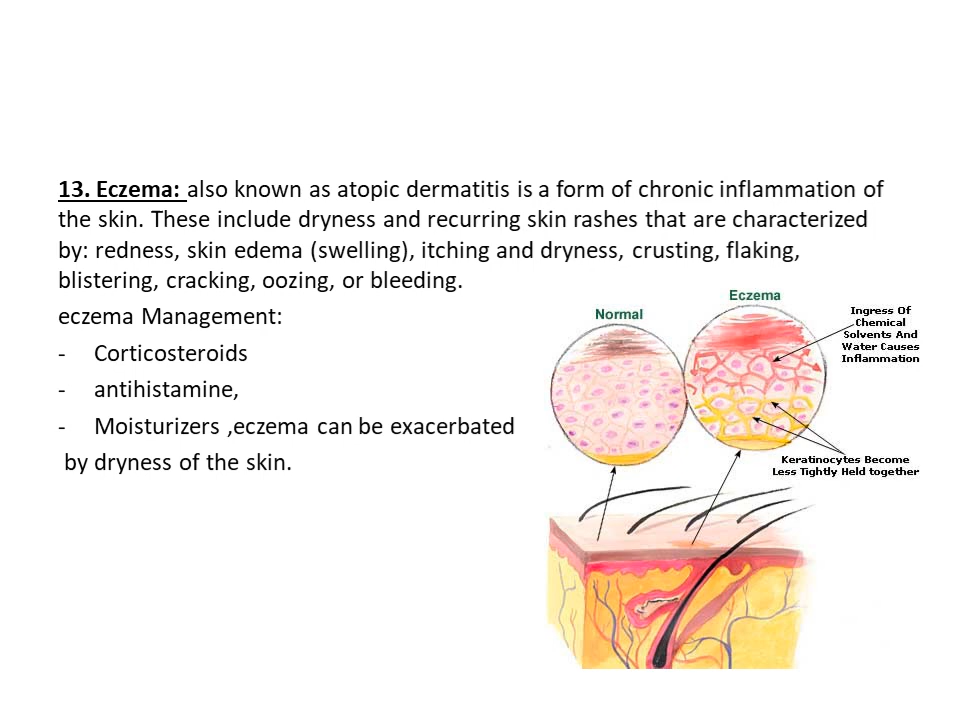 13. Eczema: also known as atopic dermatitis is a form of chronic inflammation of
the skin. These include dryness and recurring skin rashes that are characterized
by: redness, skin edema (swelling), itching and dryness, crusting, flaking,
blistering, cracking, oozing, or bleeding.
eczema Management:
- Corticosteroids
- antihistamine,
- Moisturizers ,eczema can be exacerbated
by dryness of the skin.
Normal
Eczema
Ingress Of
Chemical
Solvents And
Water Causes
Inflammation
Keratinocytes Become
Less Tightly Held together